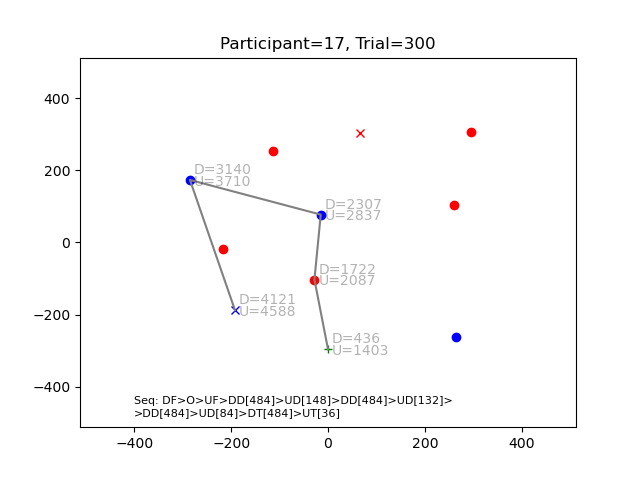 Participant=17, Trial=300
400
200
0
−200
−400
D=3140
U=3710
D=2307
U=2837
D=1722
U=2087
D=4121
U=4588
D=436
U=1403
Seq: DF>O>UF>DD[484]>UD[148]>DD[484]>UD[132]>
>DD[484]>UD[84]>DT[484]>UT[36]
−400 −200 0 200 400